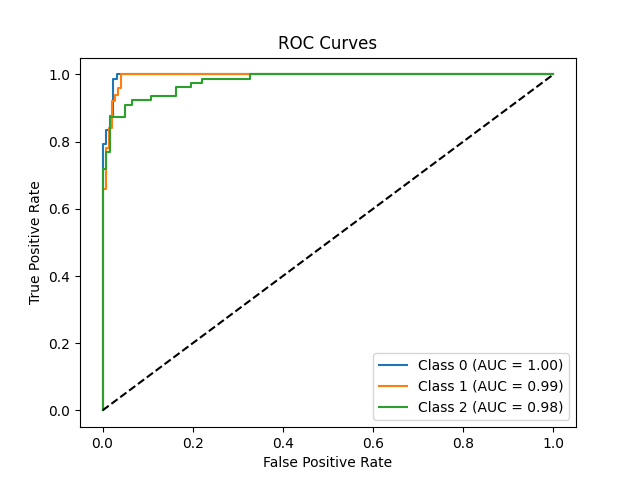 ROC Curves
True Positive Rate
1.0
0.8
0.6
0.4
0.2
0.0
Class 0 (AUC = 1.00)
Class 1 (AUC = 0.99)
Class 2 (AUC = 0.98)
0.0 0.2 0.4 0.6 0.8 1.0
False Positive Rate